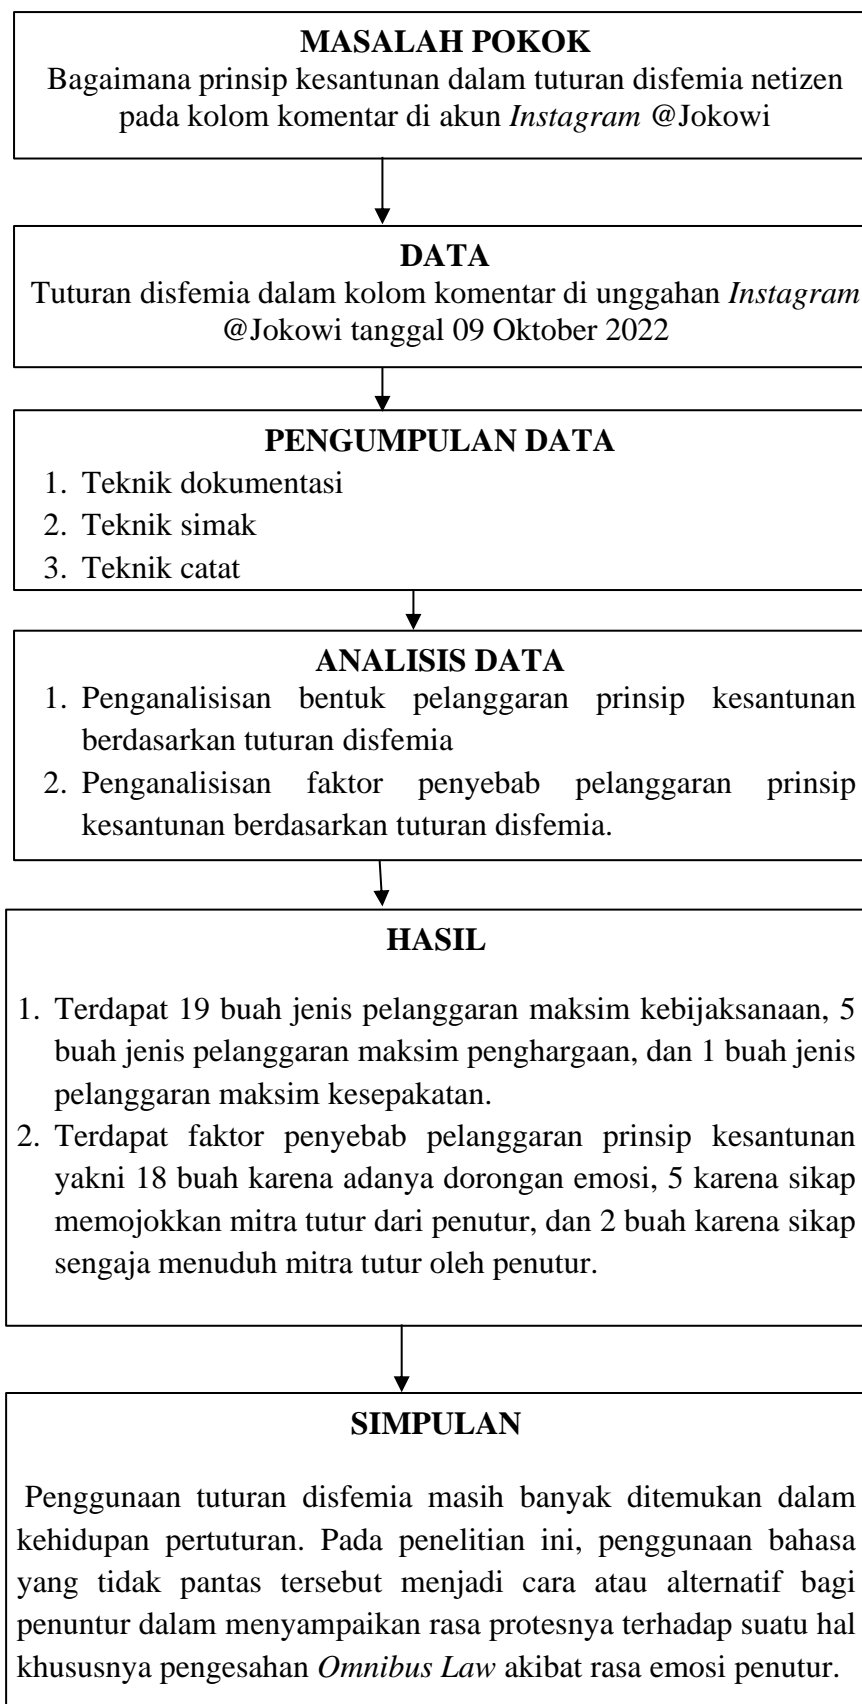 MASALAH POKOK
Bagaimana prinsip kesantunan dalam tuturan disfemia netizen
pada kolom komentar di akun Instagram @Jokowi
DATA
Tuturan disfemia dalam kolom komentar di unggahan Instagram
@Jokowi tanggal 09 Oktober 2022
PENGUMPULAN DATA
1. Teknik dokumentasi
2. Teknik simak
3. Teknik catat
ANALISIS DATA
1. Penganalisisan bentuk pelanggaran prinsip kesantunan
berdasarkan tuturan disfemia
2. Penganalisisan faktor penyebab pelanggaran prinsip
kesantunan berdasarkan tuturan disfemia.
HASIL
1. Terdapat 19 buah jenis pelanggaran maksim kebijaksanaan, 5
buah jenis pelanggaran maksim penghargaan, dan 1 buah jenis
pelanggaran maksim kesepakatan.
2. Terdapat faktor penyebab pelanggaran prinsip kesantunan
yakni 18 buah karena adanya dorongan emosi, 5 karena sikap
memojokkan mitra tutur dari penutur, dan 2 buah karena sikap
sengaja menuduh mitra tutur oleh penutur.
SIMPULAN
Penggunaan tuturan disfemia masih banyak ditemukan dalam
kehidupan pertuturan. Pada penelitian ini, penggunaan bahasa
yang tidak pantas tersebut menjadi cara atau alternatif bagi
penuntur dalam menyampaikan rasa protesnya terhadap suatu hal
khususnya pengesahan Omnibus Law akibat rasa emosi penutur.